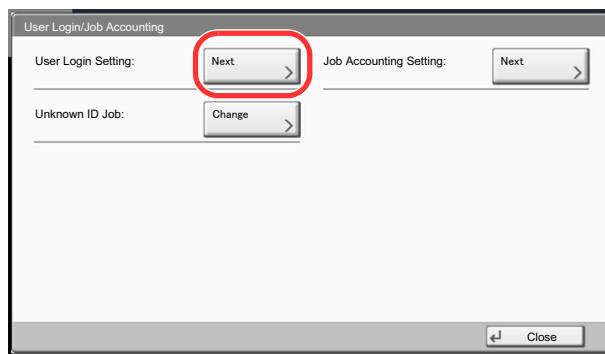 User Login/Job Accounting
User Login Setting: Next Job Accounting Setting: Next
Unknown ID Job: Change
Close